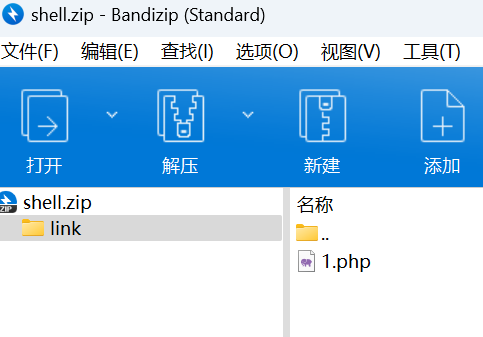 shell.zip - Bandizip (Standard)
文件(F) 编辑(E) 查找(I) 选项(O) 视图(V) 工具(T)
打开 解压 新建 添加
shell.zip
link
名称
..
1.php